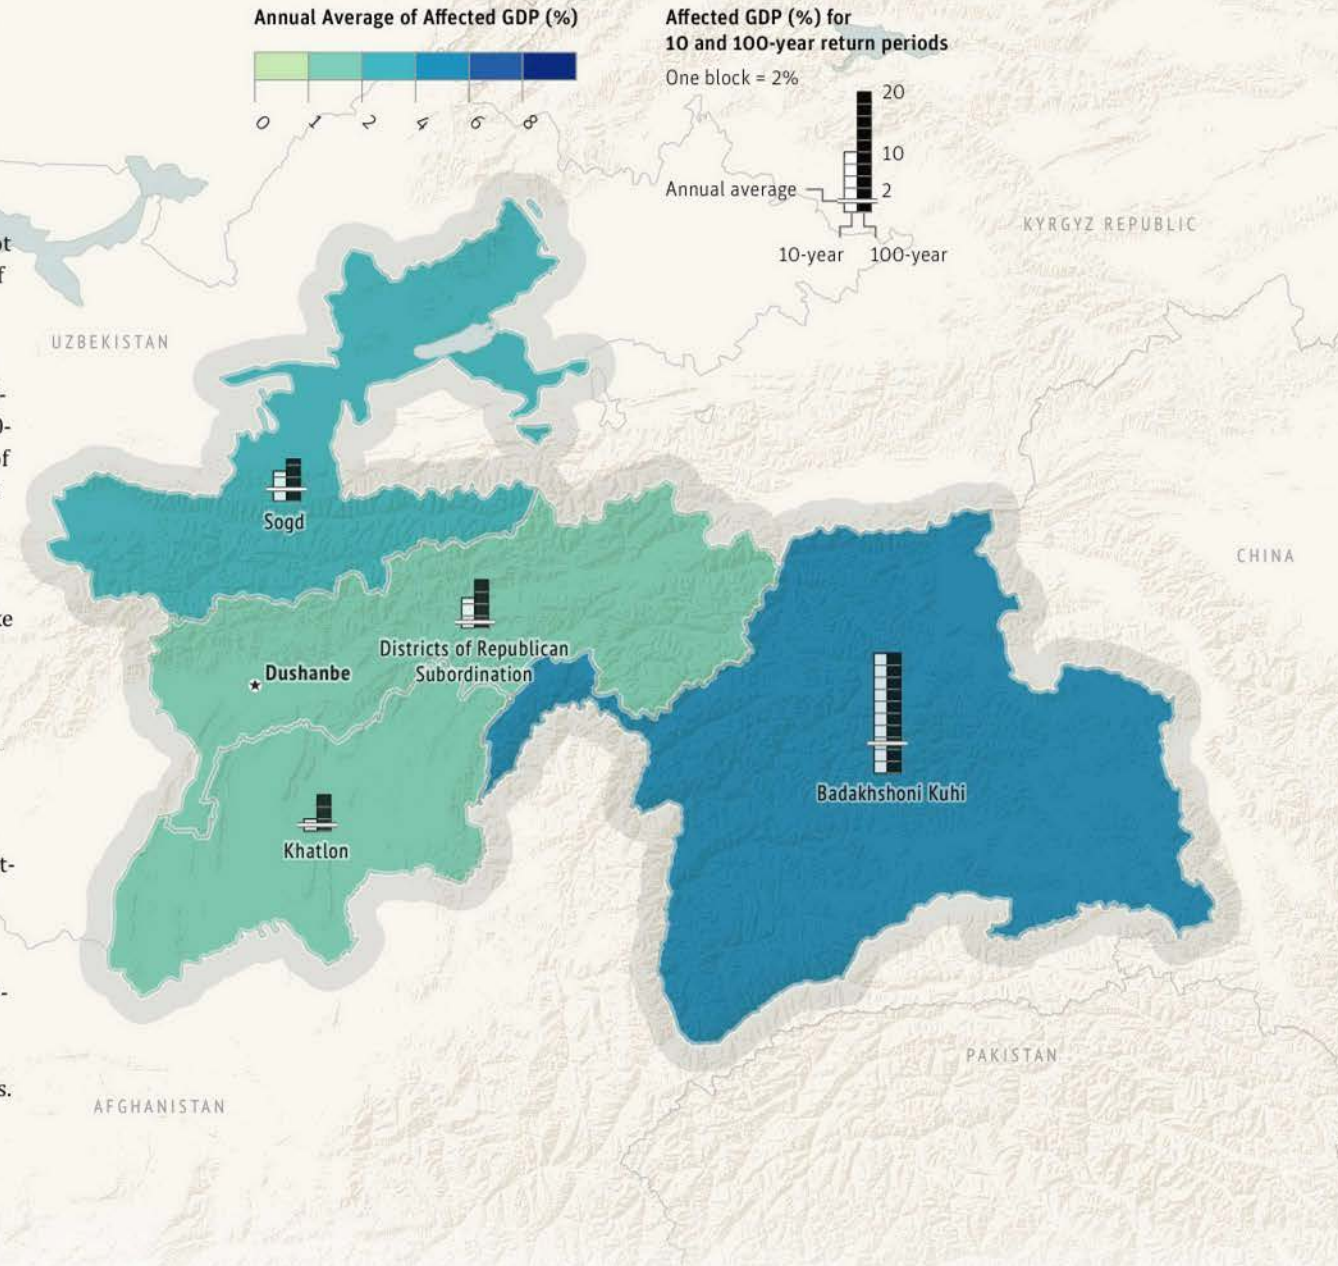 Annual Average of Affected GDP (%)
0 1 2 4 6 8
Affected GDP (%) for
10 and 100-year return periods
One block = 2%
20
10
Annual average
2
10-year 100-year
KYRGYZ REPUBLIC
UZBEKISTAN
Sogd
CHINA
Districts of Republican
Subordination
Dushanbe
Badakhshoni Kuhi
Khatlon
PAKISTAN
AFGHANISTAN